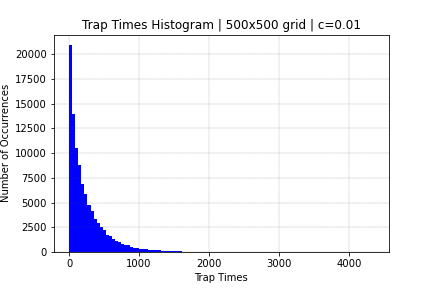 Trap Times Histogram | 500x500 grid | c=0.01
Number of Occurrences
20000
17500
15000
12500
10000
7500
5000
2500
0
0 1000 2000 3000 4000
Trap Times